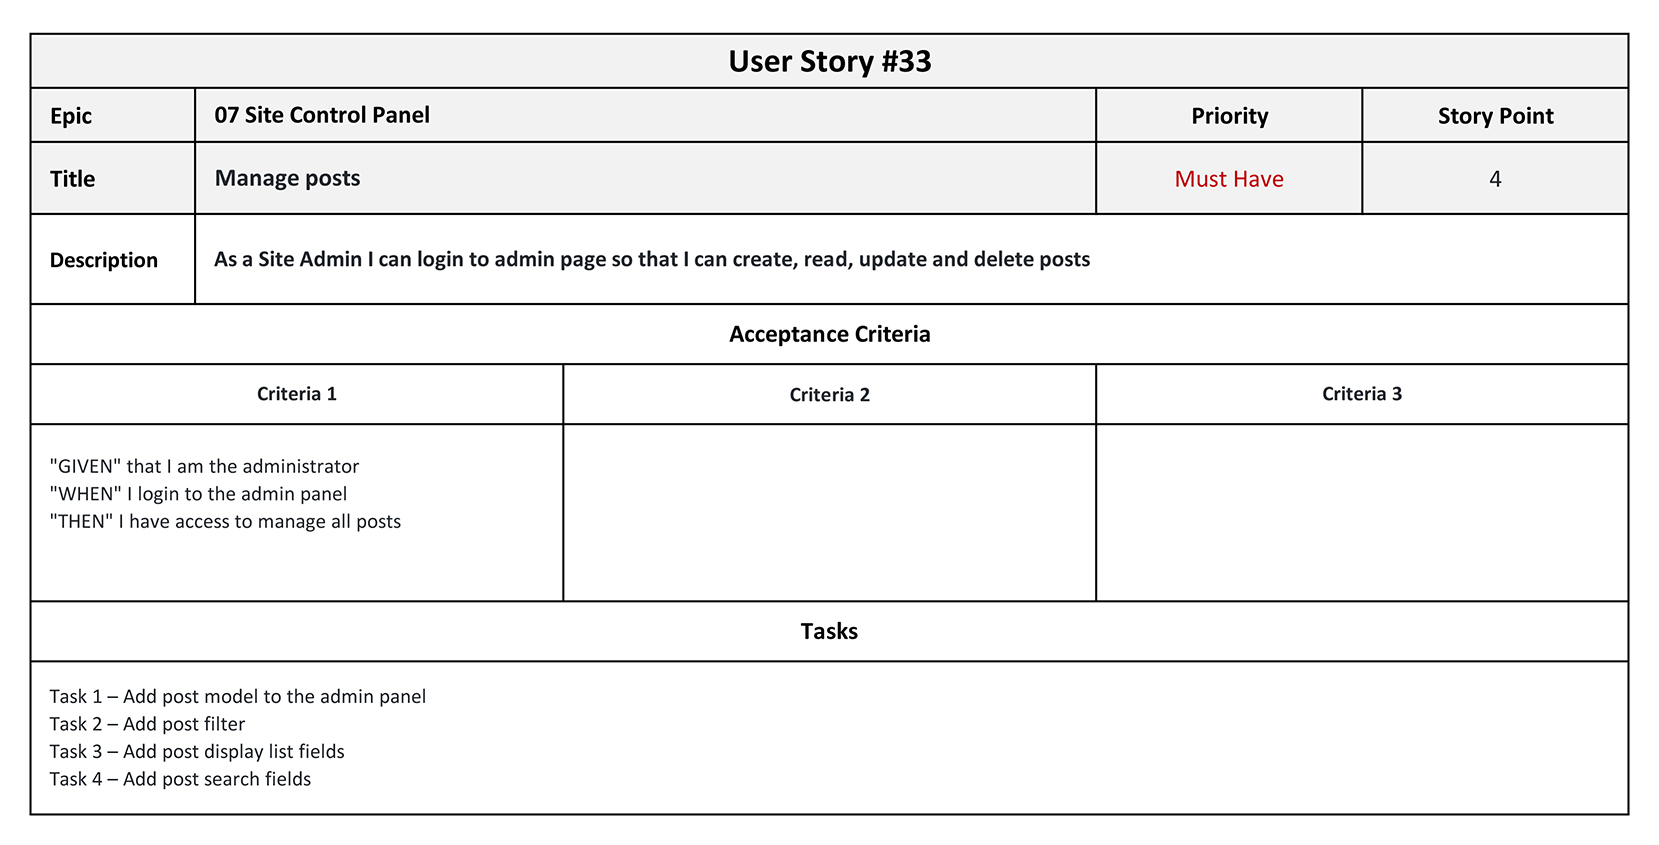 User Story #33
Epic
07 Site Control Panel
Priority
Story Point
Title
Manage posts
Must Have
4
Description
As a Site Admin I can login to admin page so that I can create, read, update and delete posts
Acceptance Criteria
Criteria 1
Criteria 2
Criteria 3
"GIVEN" that I am the administrator
"WHEN" I login to the admin panel
"THEN" I have access to manage all posts
Tasks
Task 1 – Add post model to the admin panel
Task 2 – Add post filter
Task 3 – Add post display list fields
Task 4 – Add post search fields